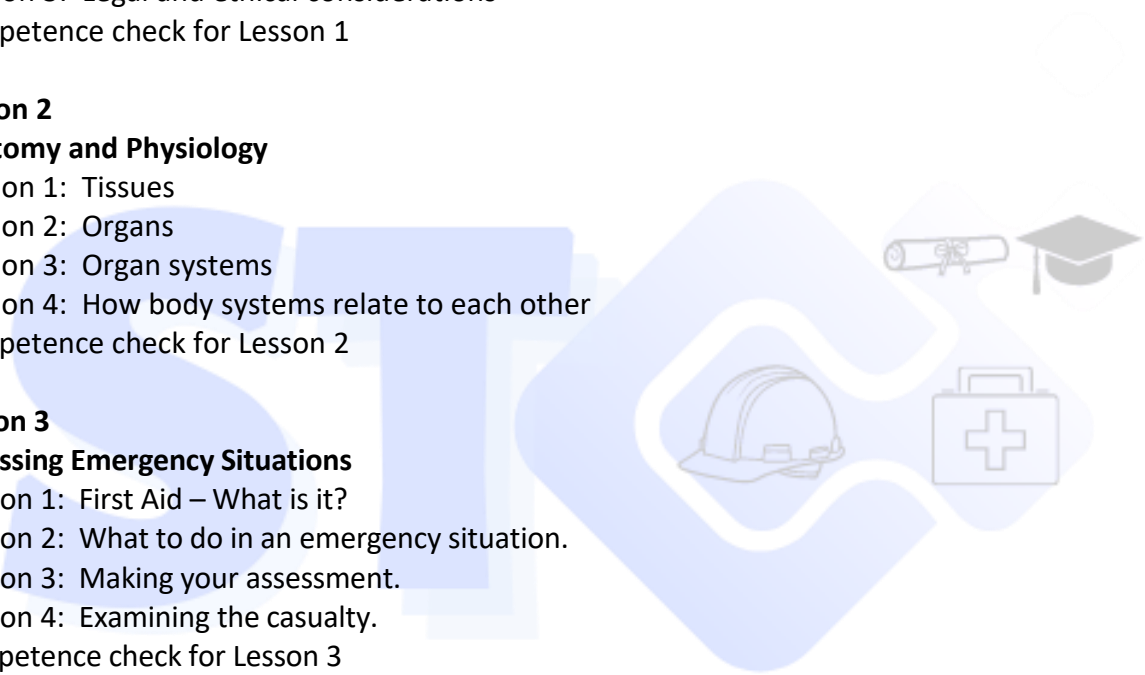 on 3: Legal and ethical considerations
petence check for Lesson 1
on 2
tomy and Physiology
on 1: Tissues
on 2: Organs
on 3: Organ systems
on 4: How body systems relate to each other
petence check for Lesson 2
on 3
ssing Emergency Situations
on 1: First Aid – What is it?
on 2: What to do in an emergency situation.
on 3: Making your assessment.
on 4: Examining the casualty.
petence check for Lesson 3
ST